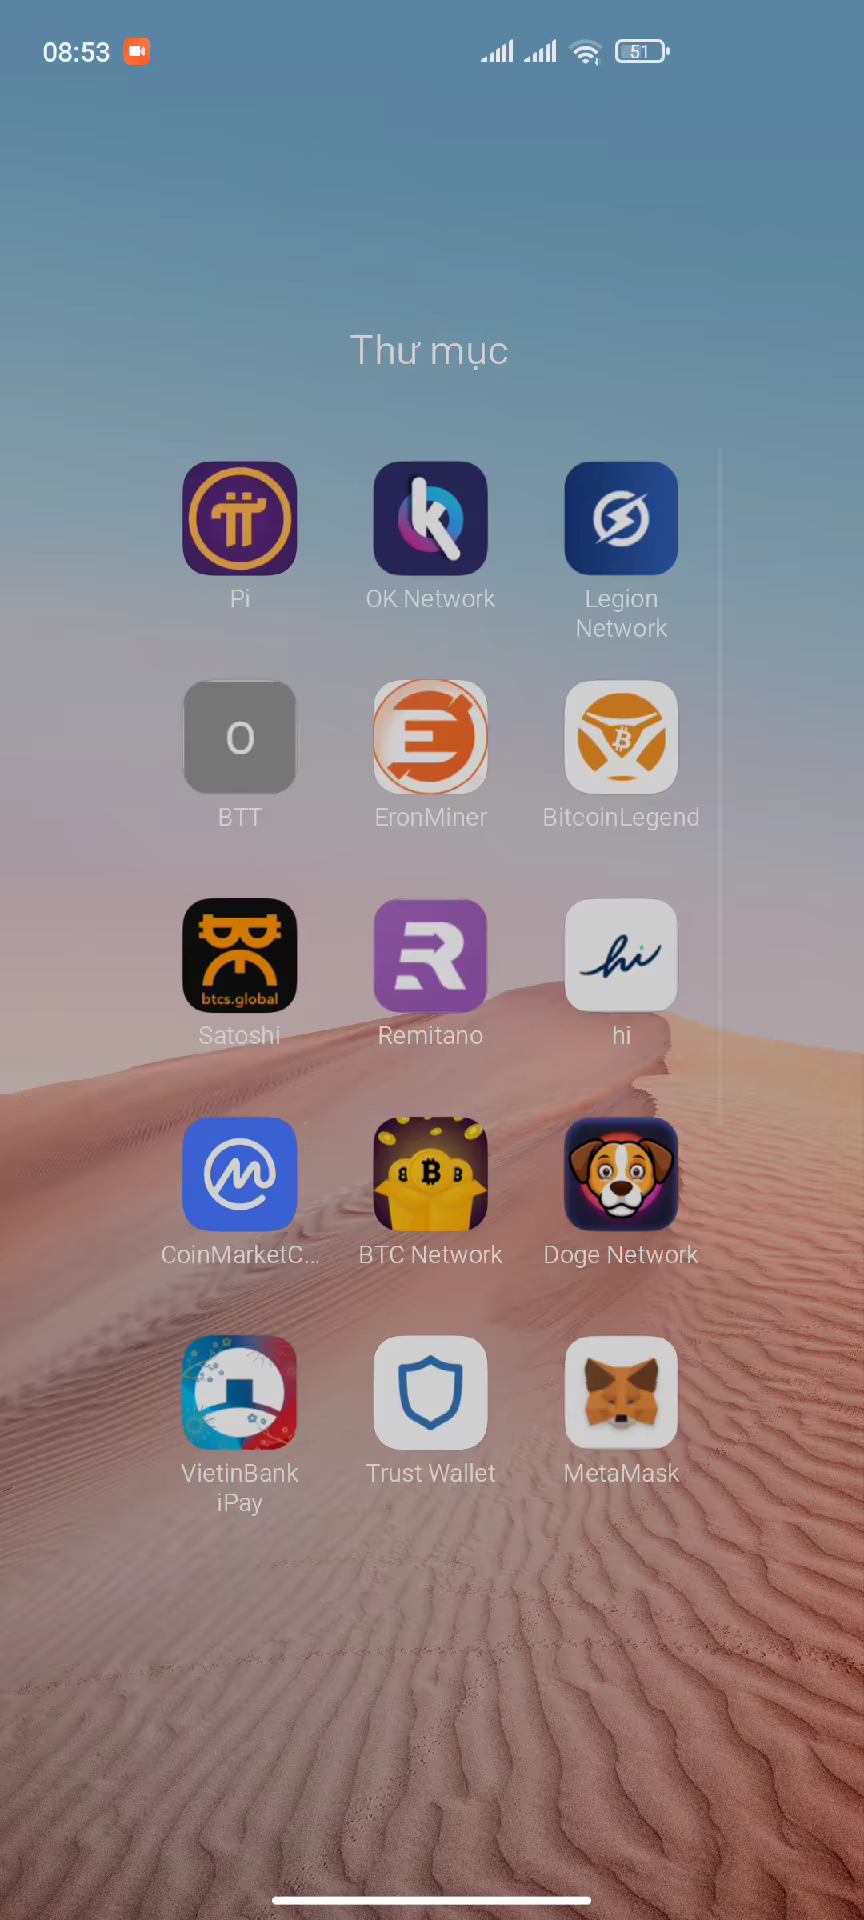 08:53
51
Thư mục
Pi
OK Network
Legion
Network
O
BTT
EronMiner
BitcoinLegend
btcs.global
Satoshi
Remitano
hi
hi
CoinMarketC...
BTC Network
Doge Network
VietinBank
iPay
Trust Wallet
MetaMask